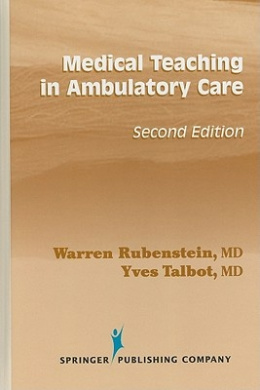 Medical Teaching
in Ambulatory Care
Second Edition
Warren Rubenstein, MD
Yves Talbot, MD
SPRINGER PUBLISHING COMPANY